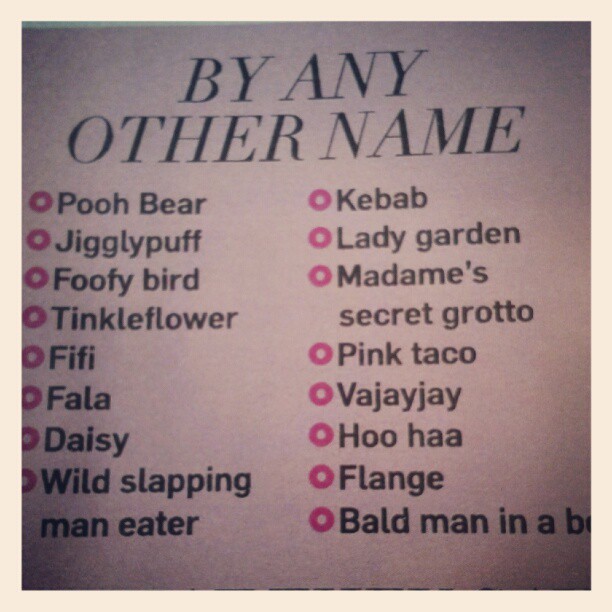 BY ANY
OTHER NAME
Pooh Bear
Jigglypuff
Foofy bird
Tinkleflower
Fifi
Fala
Daisy
Wild slapping
man eater
Kebab
Lady garden
Madame's
secret grotto
Pink taco
Vajayjay
Hoo haa
Flange
Bald man in a